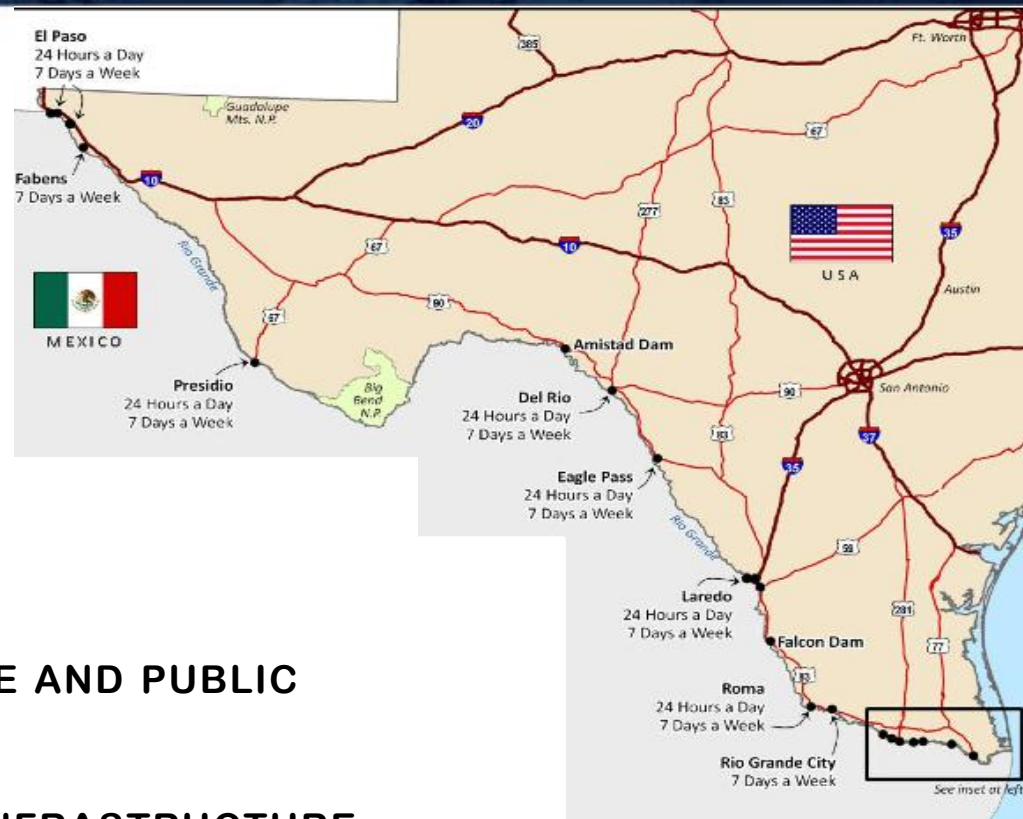 El Paso
24 Hours a Day
7 Days a Week
Guadalupe
Mts. N.P.
385
Ft. Worth
20
67
Fabens
7 Days a Week
10
277
83
35
USA
Rio Grande
67
10
Austin
MEXICO
90
67
Amistad Dam
Presidio
24 Hours a Day
7 Days a Week
Big
Bend
N.P.
Del Rio
24 Hours a Day
7 Days a Week
90
San Antonio
83
37
35
Eagle Pass
24 Hours a Day
7 Days a Week
Rio Grande
59
Laredo
24 Hours a Day
7 Days a Week
281
77
Falcon Dam
83
E AND PUBLIC
Roma
24 Hours a Day
7 Days a Week
Rio Grande City
7 Days a Week
See inset at left